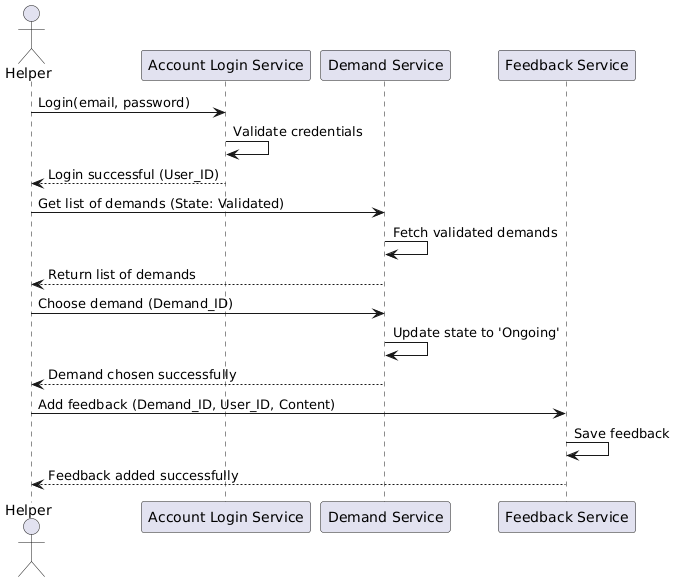 Helper
Account Login Service
Demand Service
Feedback Service
Login(email, password)
Validate credentials
Login successful (User_ID)
Get list of demands (State: Validated)
Fetch validated demands
Return list of demands
Choose demand (Demand_ID)
Update state to 'Ongoing'
Demand chosen successfully
Add feedback (Demand_ID, User_ID, Content)
Save feedback
Feedback added successfully
Helper
Account Login Service
Demand Service
Feedback Service